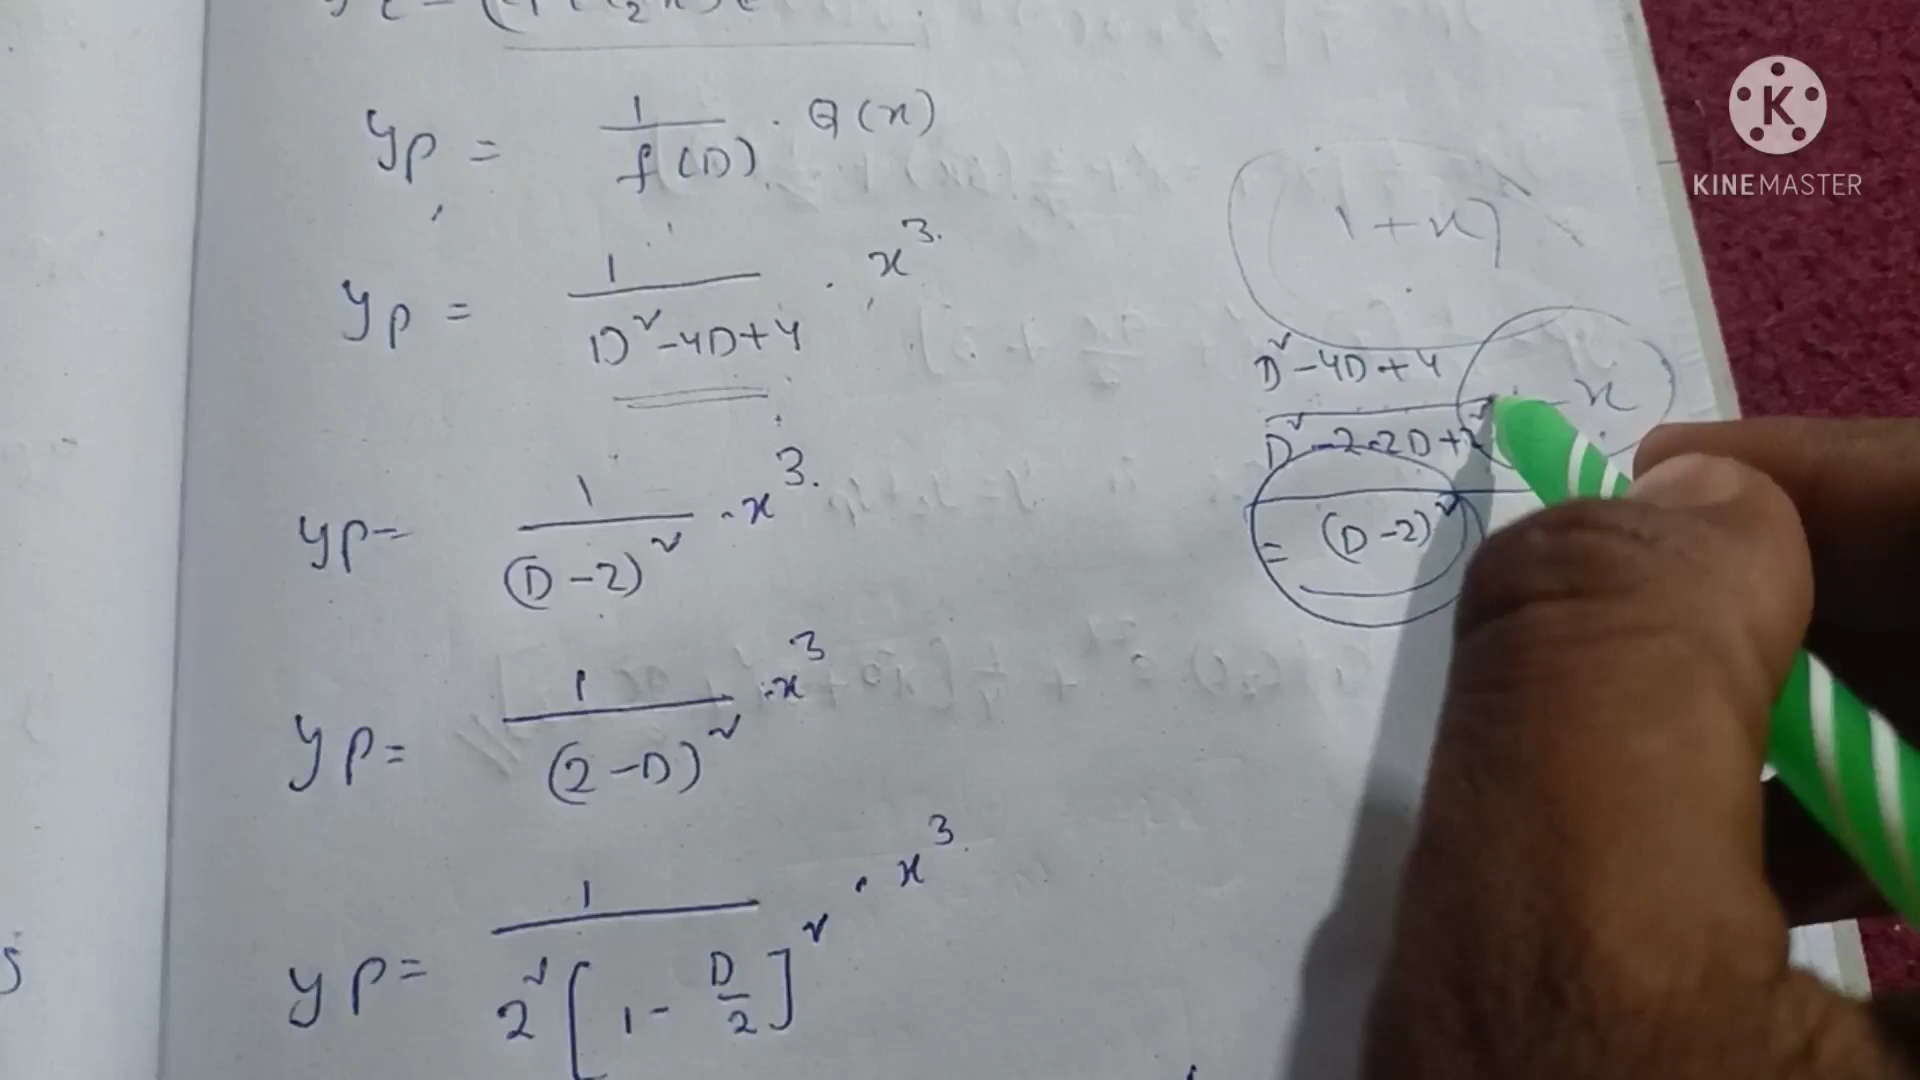 yp = 1/f(D) · Q(x)
yp = 1/(D²-4D+4) · x³
yp = 1/(D-2)² · x³
yp = 1/(2-D)² · x³
yp = 1/2²[1 - D/2]² · x³
1+x
D²-4D+4
D²-2·2D+2²
= (D-2)²
K
KINEMASTER